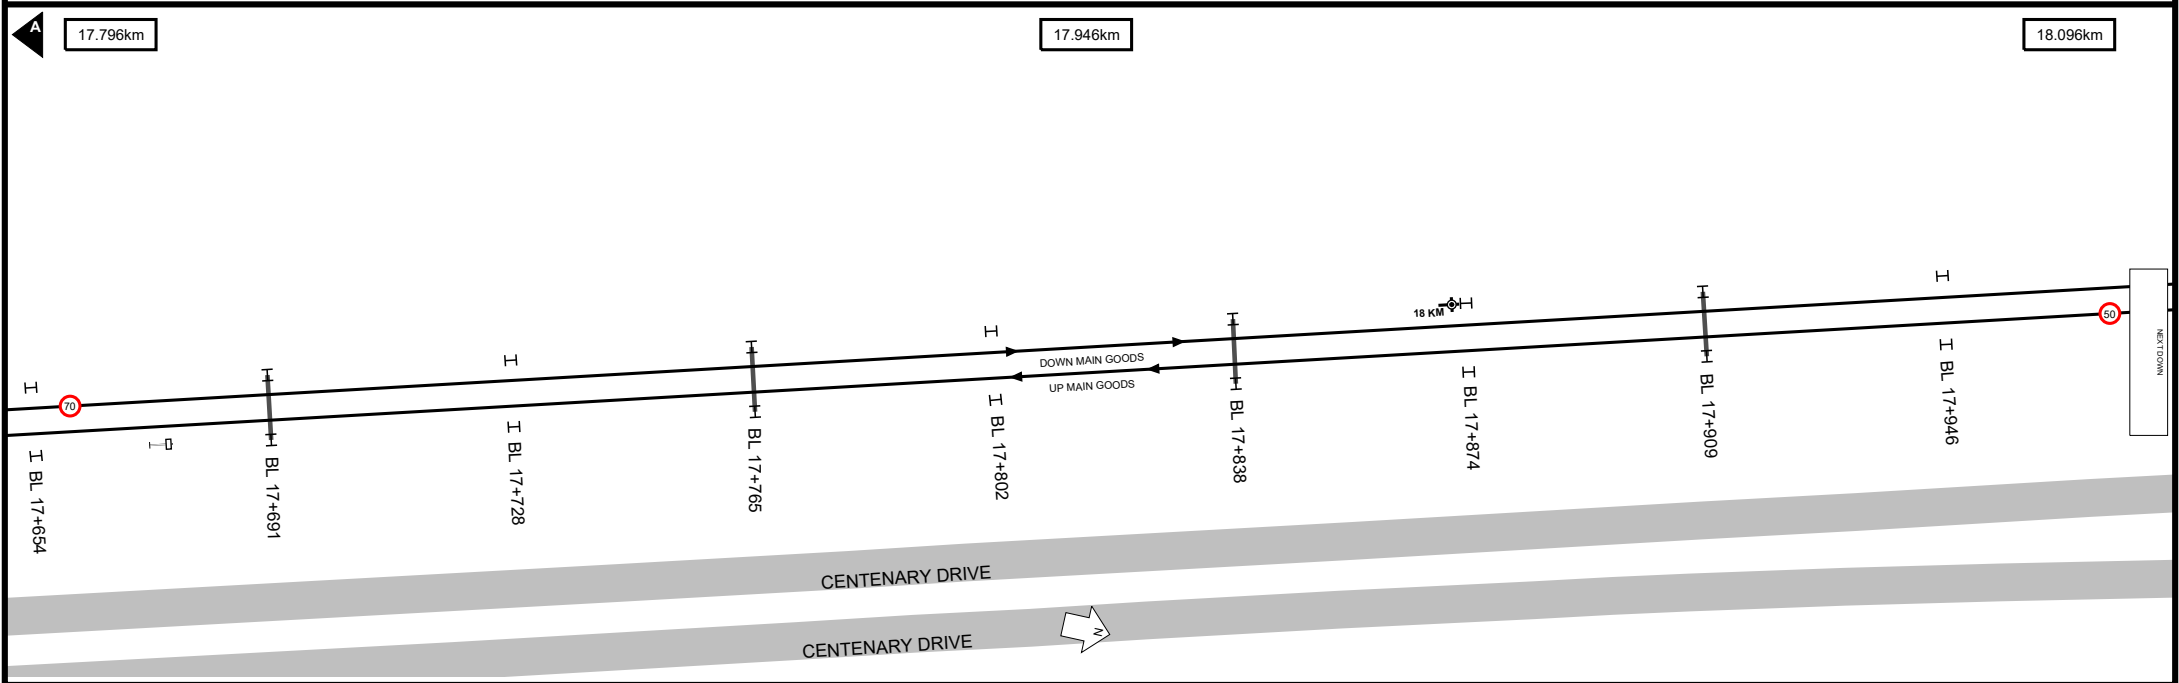 A
17.796km
17.946km
18.096km
70
50
18 KM
DOWN MAIN GOODS
UP MAIN GOODS
BL 17+654
BL 17+691
BL 17+728
BL 17+765
BL 17+802
BL 17+838
BL 17+874
BL 17+909
BL 17+946
NEXT DOWN
CENTENARY DRIVE
CENTENARY DRIVE
N